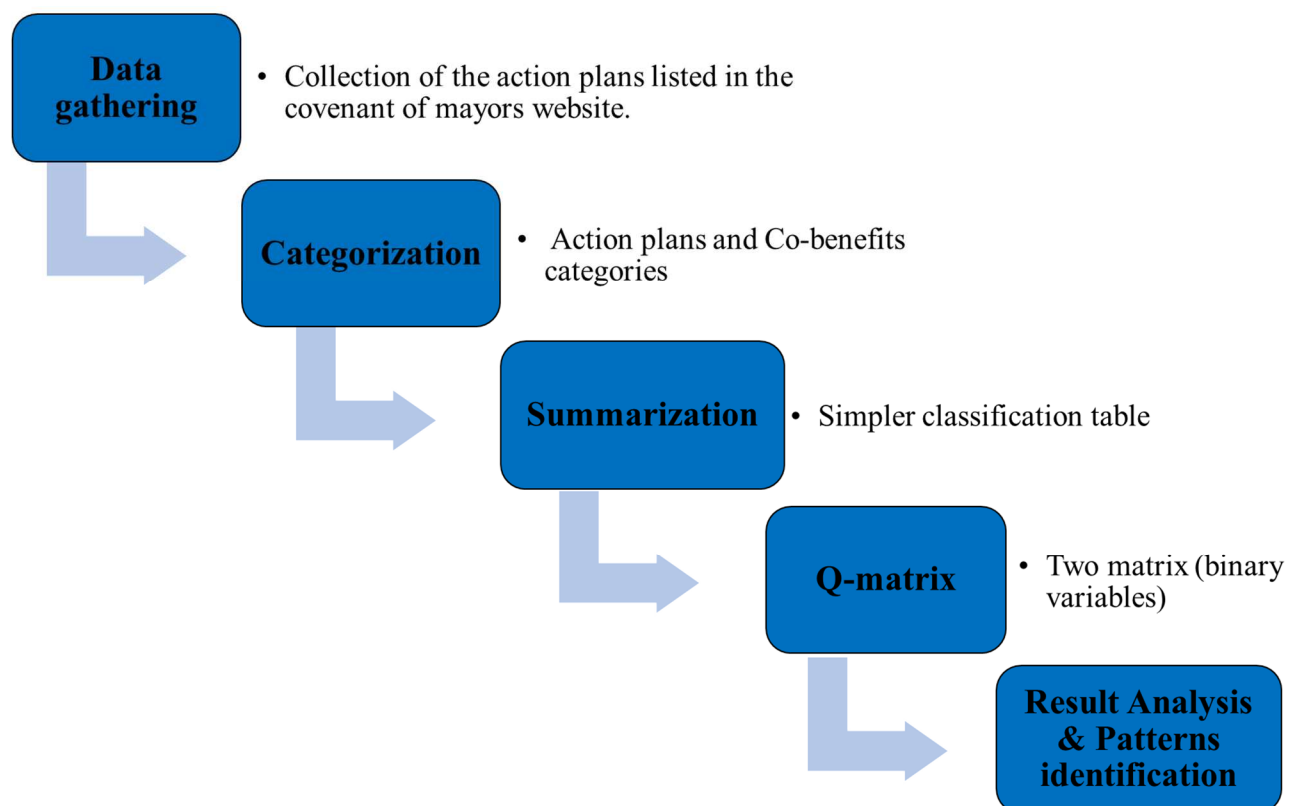 Data
gathering
• Collection of the action plans listed in the
covenant of mayors website.
Categorization
• Action plans and Co-benefits
categories
Summarization
• Simpler classification table
Q-matrix
• Two matrix (binary
variables)
Result Analysis
& Patterns
identification